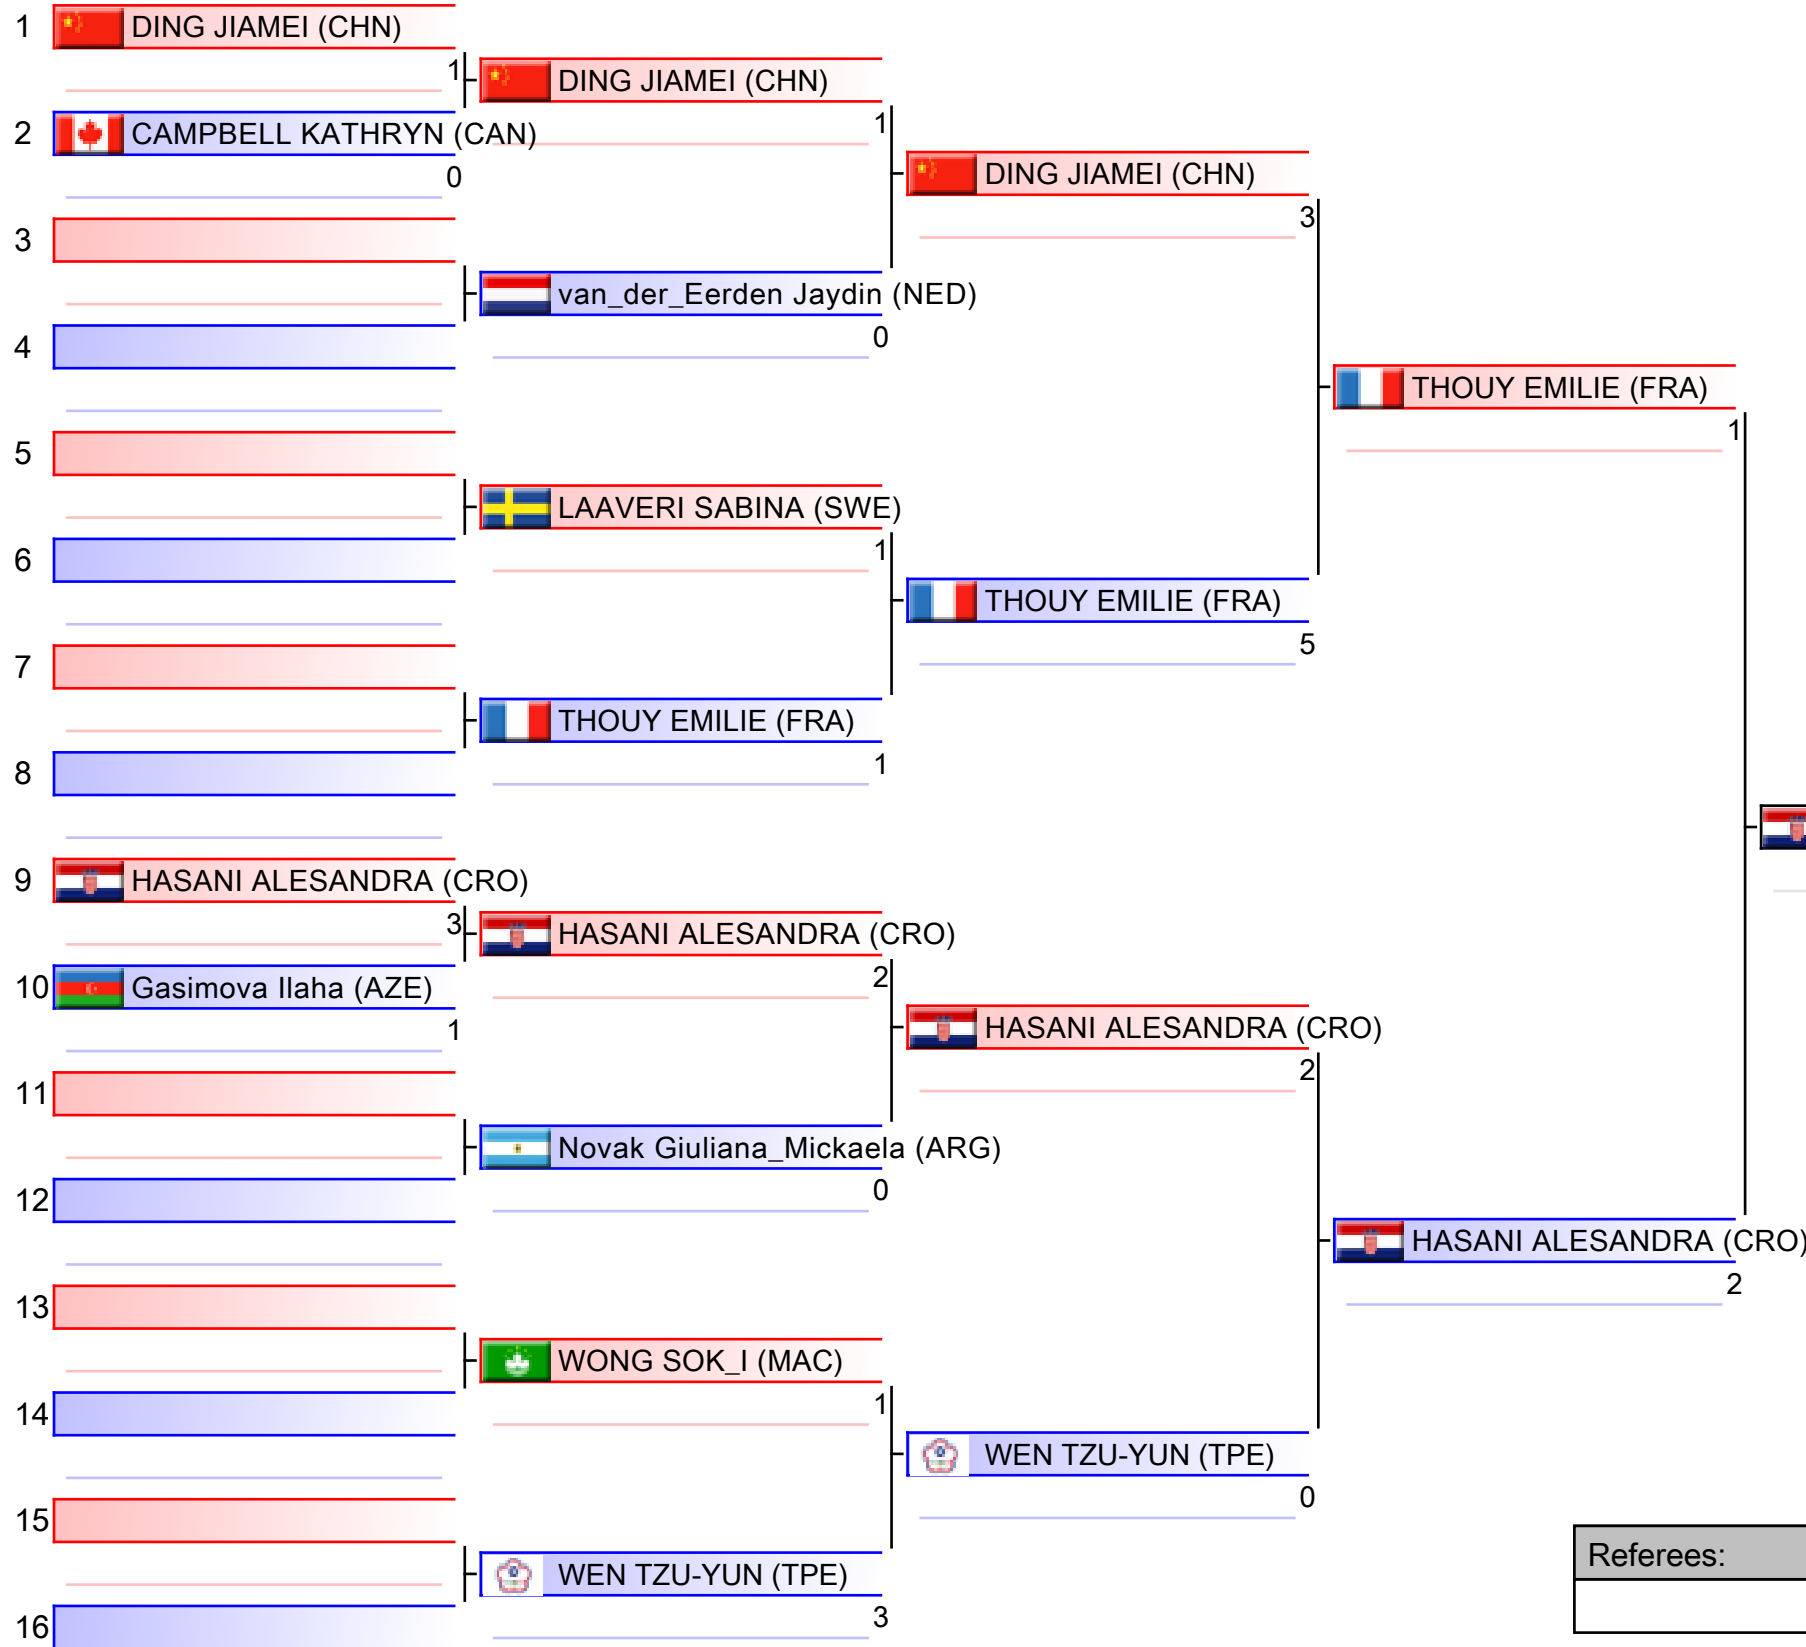 1 DING JIAMEI (CHN)
1 DING JIAMEI (CHN)
2 CAMPBELL KATHRYN (CAN)
1
DING JIAMEI (CHN)
0
3
3
van_der_Eerden Jaydin (NED)
0
4
THOUY EMILIE (FRA)
1
5
LAAVERI SABINA (SWE)
1
6
THOUY EMILIE (FRA)
5
7
THOUY EMILIE (FRA)
1
8
9 HASANI ALESANDRA (CRO)
3 HASANI ALESANDRA (CRO)
2
10 Gasimova Ilaha (AZE)
1
HASANI ALESANDRA (CRO)
2
11
Novak Giuliana_Mickaela (ARG)
0
12
HASANI ALESANDRA (CRO)
2
13
WONG SOK_I (MAC)
1
14
WEN TZU-YUN (TPE)
0
15
Referees:
WEN TZU-YUN (TPE)
3
16